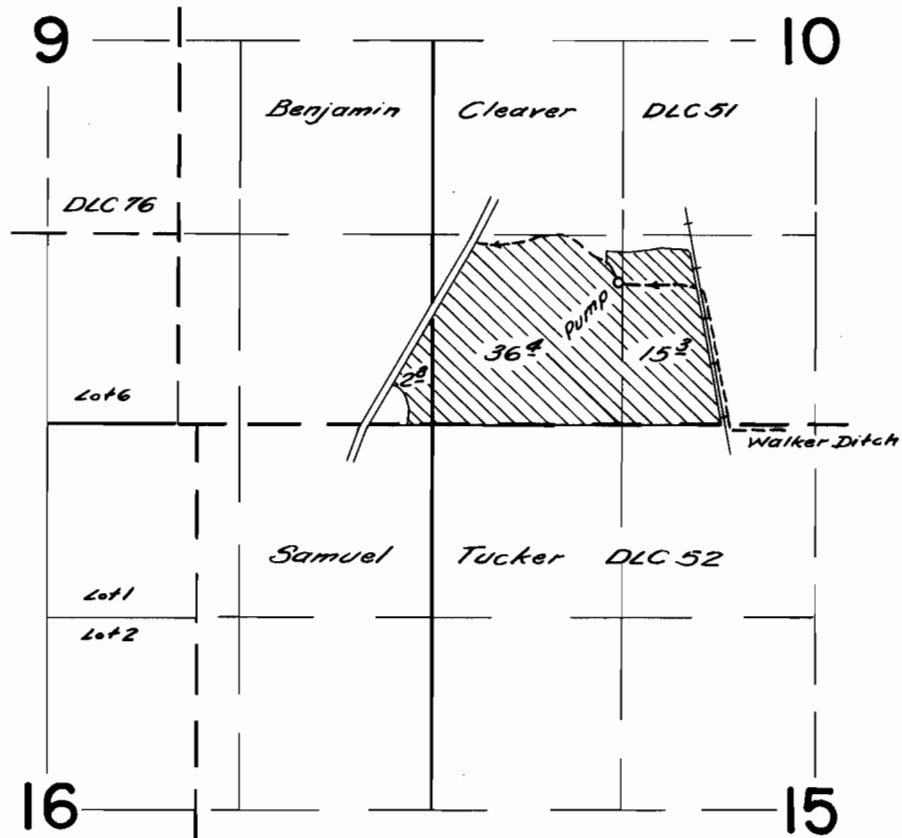 9 10
Benjamin Cleaver DLC 51
DLC 76
Pump
36 4 15 3
2 8
Lot 6
Walker Ditch
Samuel Tucker DLC 52
Lot 1
Lot 2
16 15